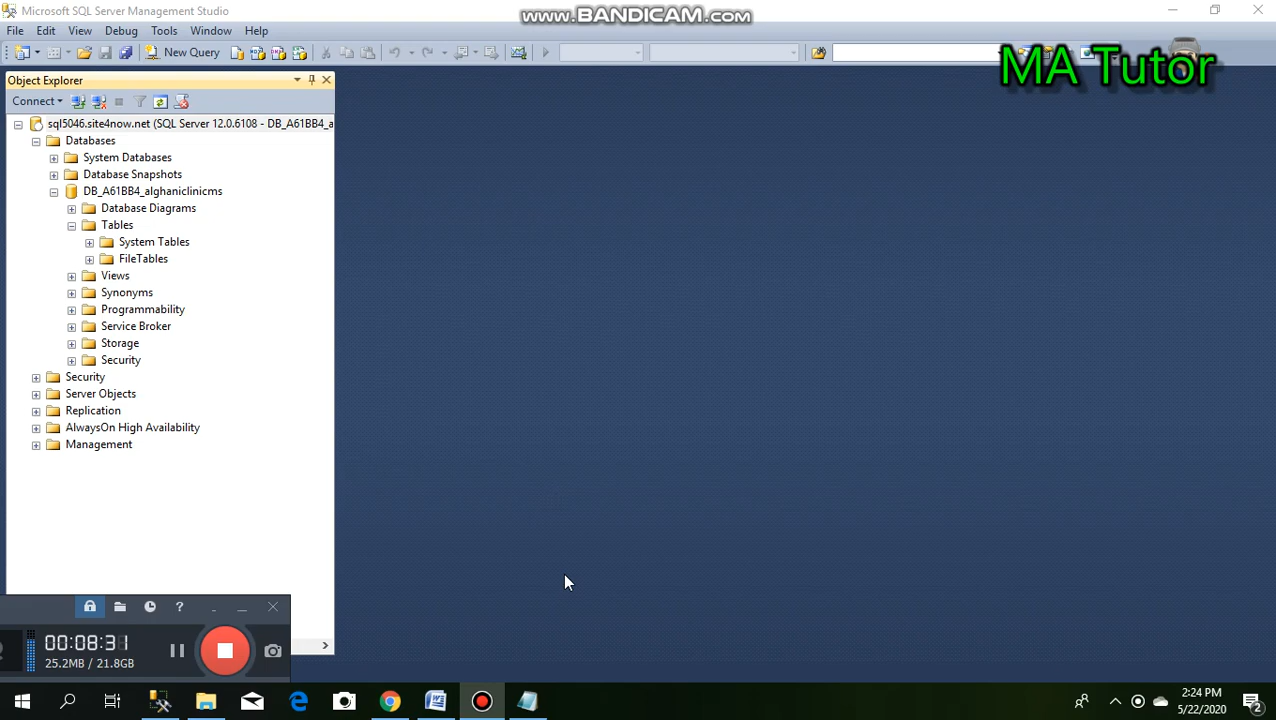 Microsoft SQL Server Management Studio
www.BANDICAM.com
File Edit View Debug Tools Window Help
New Query
MA Tutor
Object Explorer
Connect
sql5046.site4now.net (SQL Server 12.0.6108 - DB_A61BB4_a
Databases
System Databases
Database Snapshots
DB_A61BB4_alghaniclinicms
Database Diagrams
Tables
System Tables
FileTables
Views
Synonyms
Programmability
Service Broker
Storage
Security
Security
Server Objects
Replication
AlwaysOn High Availability
Management
00:08:31
25.2MB / 21.8GB
2:24 PM
5/22/2020
2